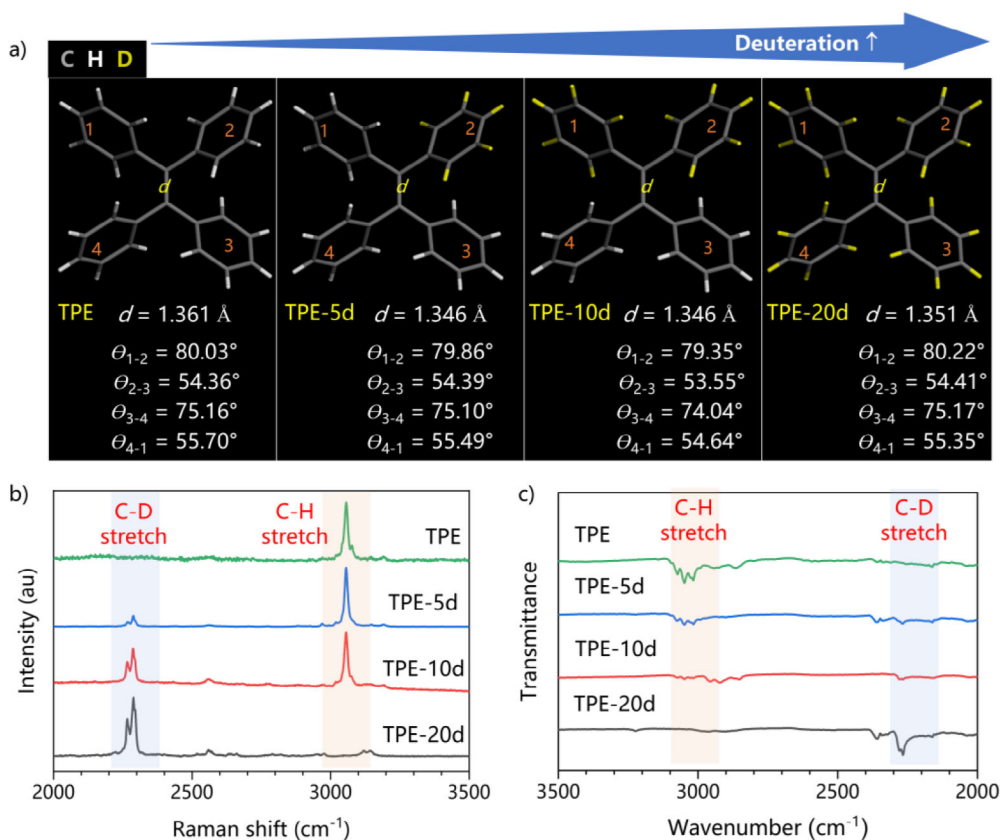 a)
C H D
Deuteration ↑
1 2 3 4 d
1 2 3 4 d
1 2 3 4 d
1 2 3 4 d
TPE d = 1.361 Å
Θ1-2 = 80.03°
Θ2-3 = 54.36°
Θ3-4 = 75.16°
Θ4-1 = 55.70°
TPE-5d d = 1.346 Å
Θ1-2 = 79.86°
Θ2-3 = 54.39°
Θ3-4 = 75.10°
Θ4-1 = 55.49°
TPE-10d d = 1.346 Å
Θ1-2 = 79.35°
Θ2-3 = 53.55°
Θ3-4 = 74.04°
Θ4-1 = 54.64°
TPE-20d d = 1.351 Å
Θ1-2 = 80.22°
Θ2-3 = 54.41°
Θ3-4 = 75.17°
Θ4-1 = 55.35°
b)
C-D
stretch
C-H
stretch
TPE
TPE-5d
TPE-10d
TPE-20d
Intensity (au)
2000 2500 3000 3500
Raman shift (cm-1)
c)
C-H
stretch
C-D
stretch
TPE
TPE-5d
TPE-10d
TPE-20d
Transmittance
3500 3000 2500 2000
Wavenumber (cm-1)